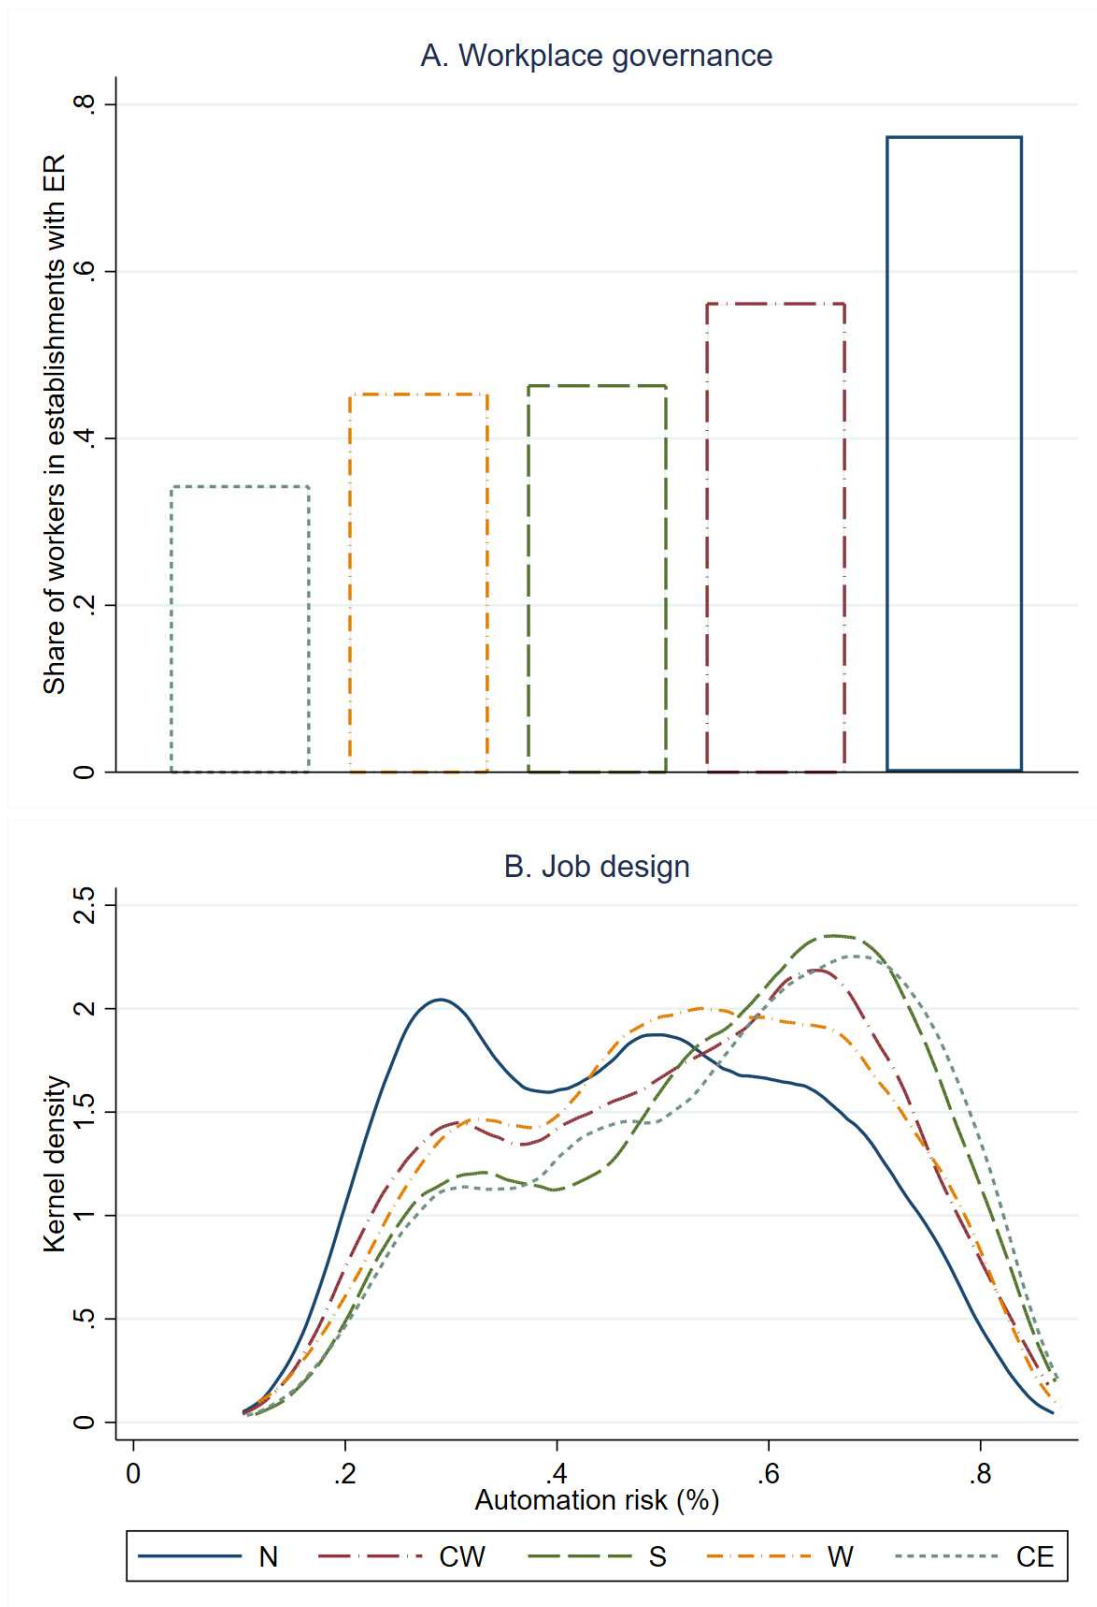 A. Workplace governance
Share of workers in establishments with ER
.8
.6
.4
.2
0
B. Job design
Kernel density
2.5
2
1.5
1
.5
0
0 .2 .4 .6 .8
Automation risk (%)
N CW S W CE